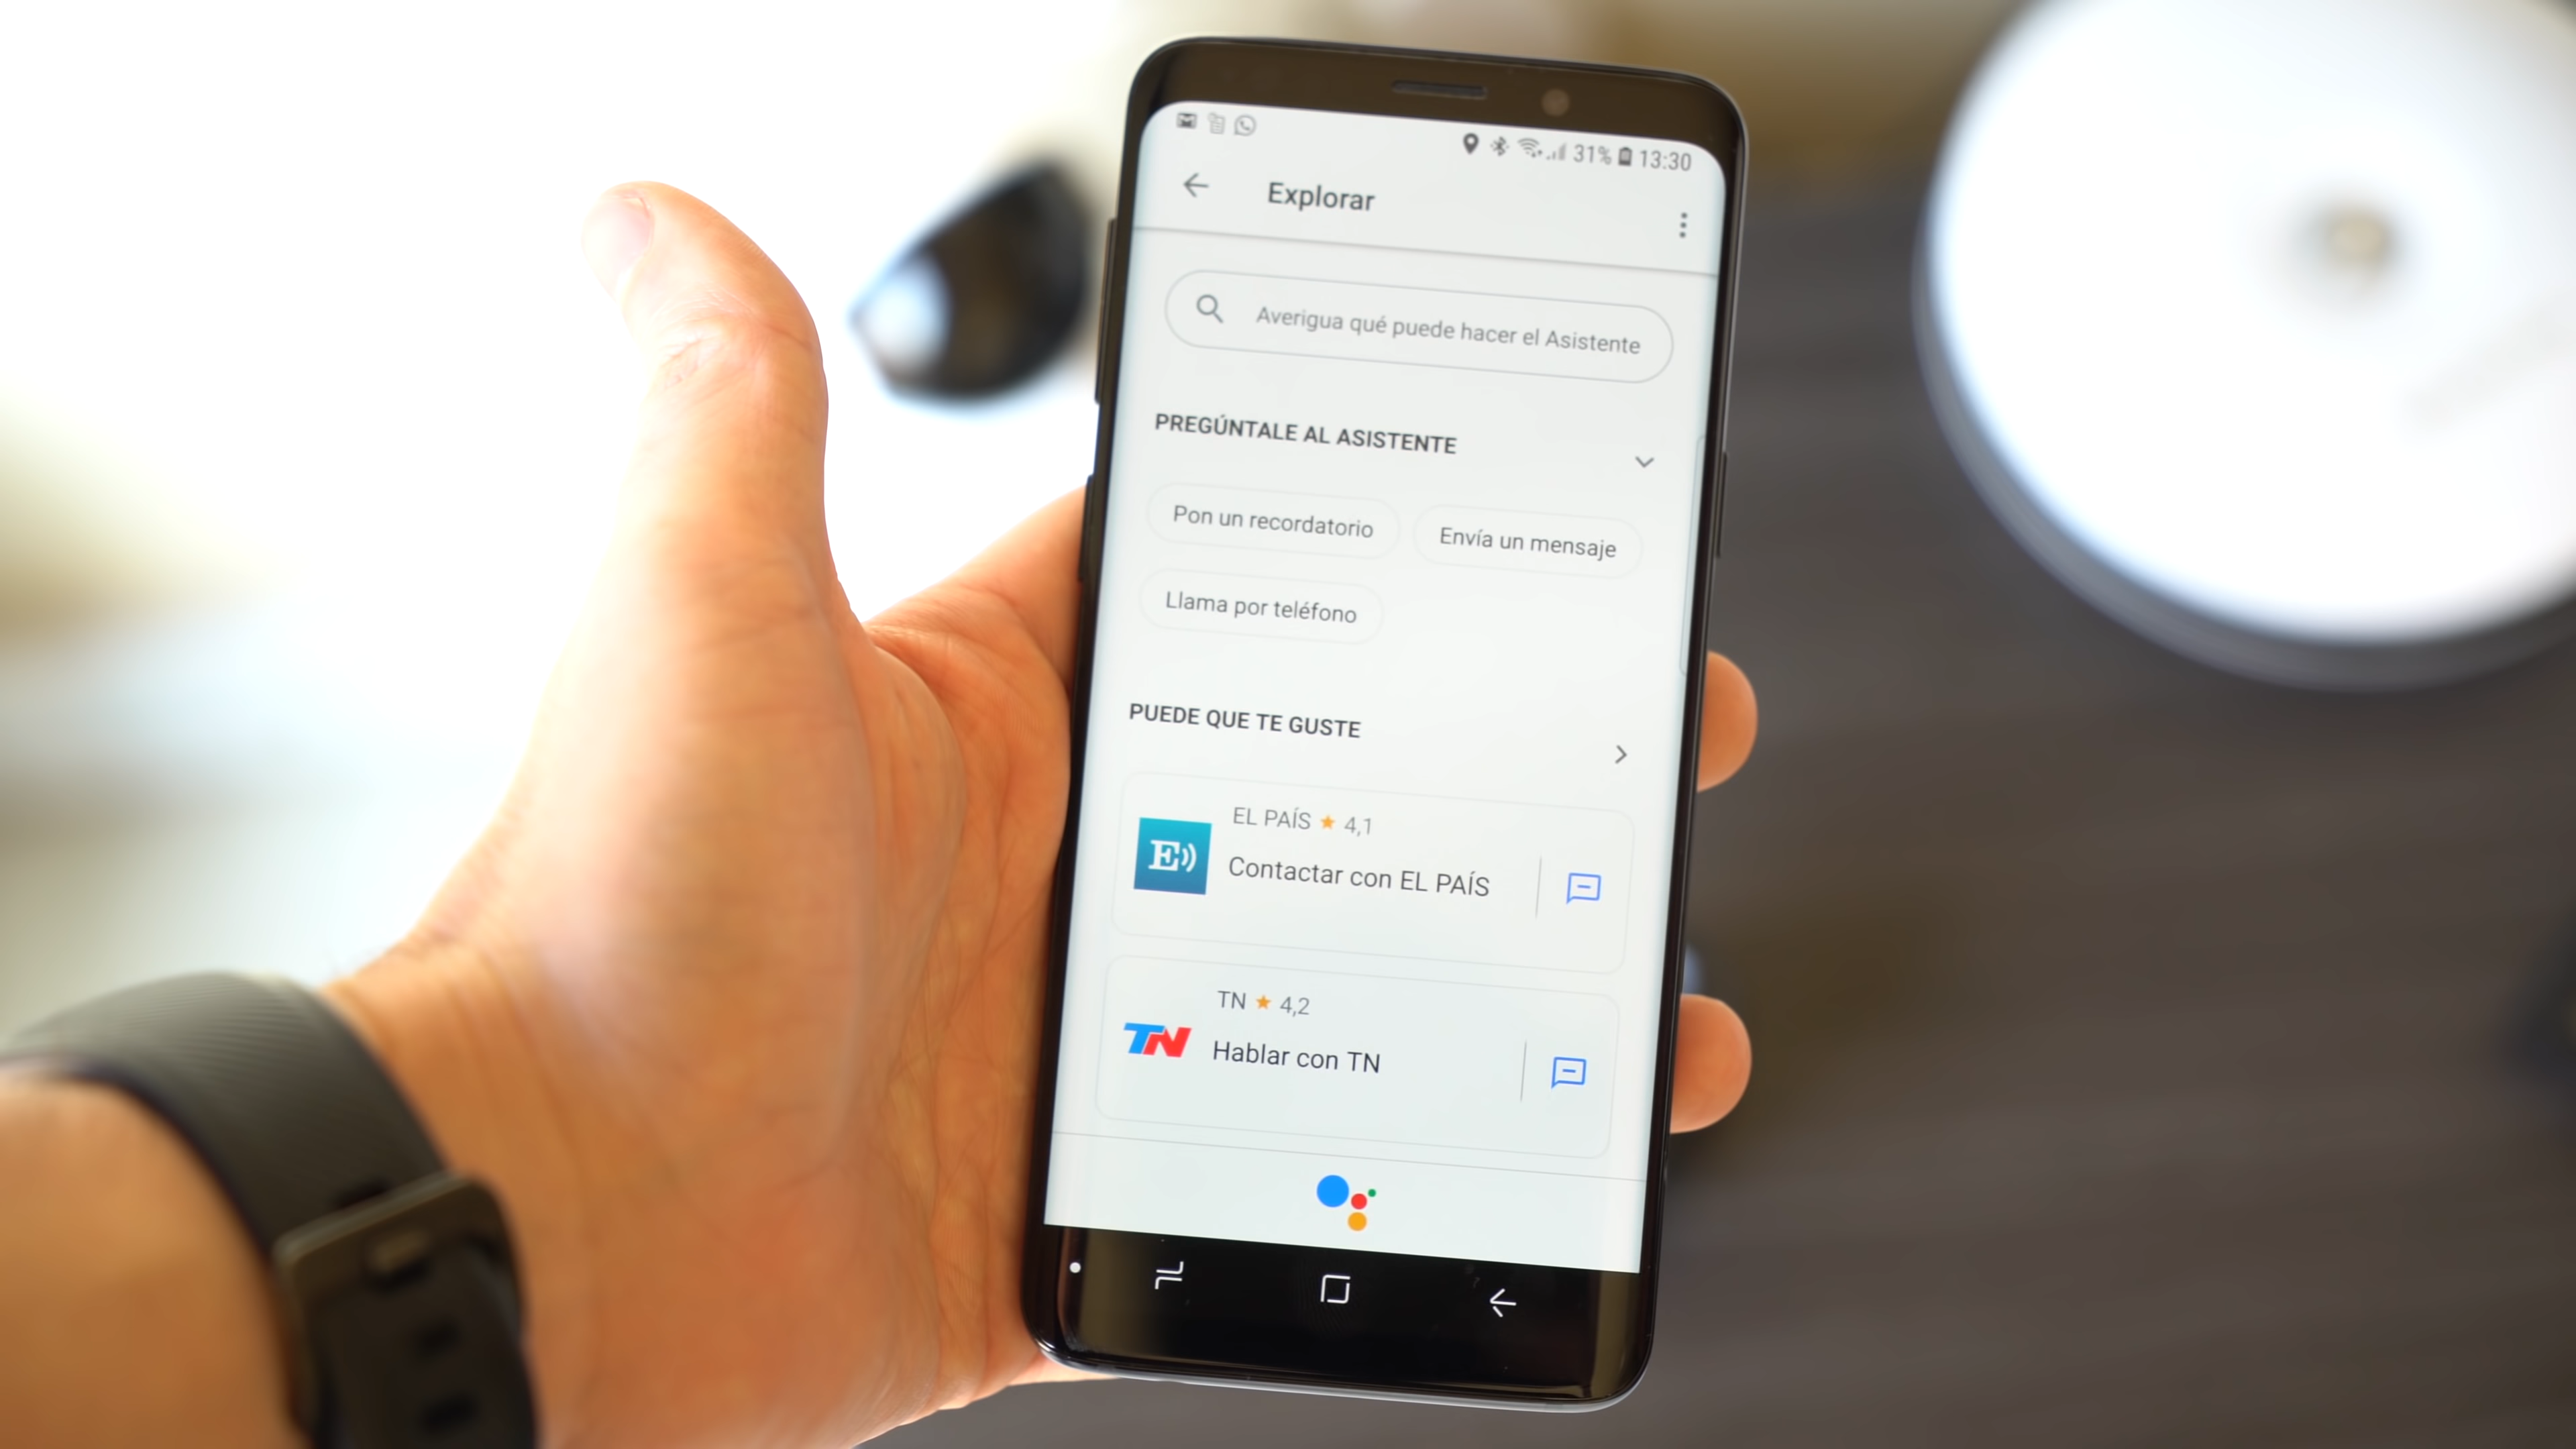 31% 13:30
Explorar
Averigua qué puede hacer el Asistente
PREGÚNTALE AL ASISTENTE
Pon un recordatorio
Envía un mensaje
Llama por teléfono
PUEDE QUE TE GUSTE
EL PAÍS ★ 4,1
E
Contactar con EL PAÍS
TN ★ 4,2
TN
Hablar con TN